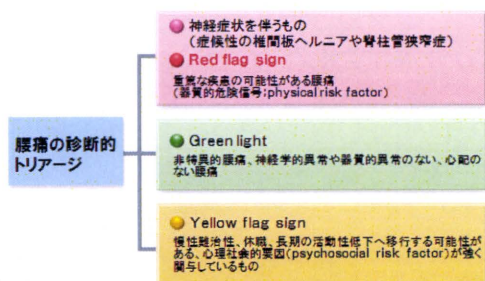 腰痛の診断的
トリアージ
神経症状を伴うもの
(症候性の椎間板ヘルニアや脊柱管狭窄症)
Red flag sign
重篤な疾患の可能性がある腰痛
(器質的危険信号:physical risk factor)
Green light
非特異的腰痛、神経学的異常や器質的異常のない、心配の
ない腰痛
Yellow flag sign
慢性難治性、休職、長期の活動性低下へ移行する可能性が
ある、心理社会的要因(psychosocial risk factor)が強く
関与しているもの